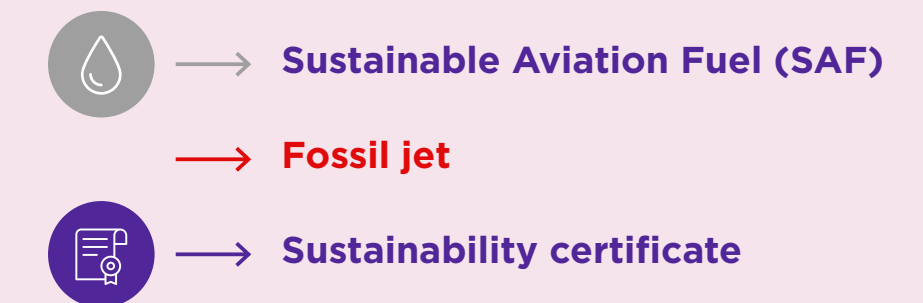 Sustainable Aviation Fuel (SAF)
Fossil jet
Sustainability certificate